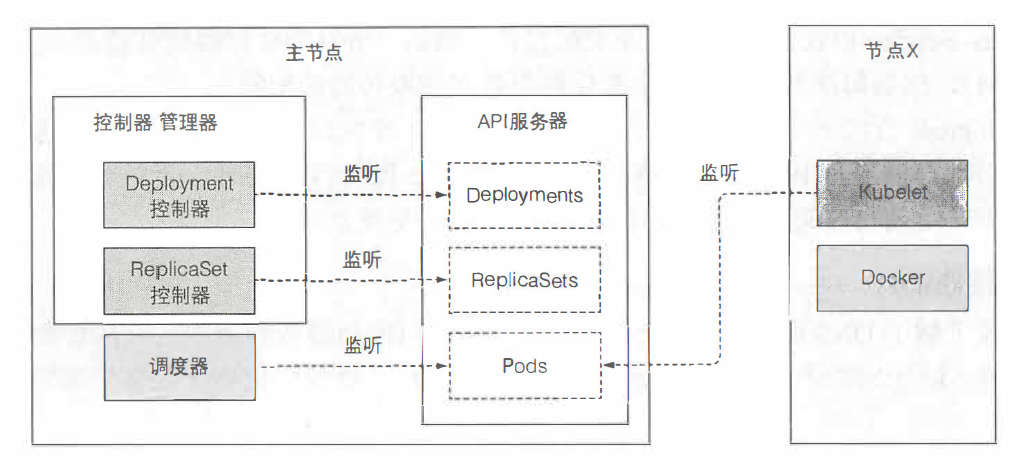 主节点
控制器 管理器
Deployment
控制器
ReplicaSet
控制器
调度器
监听
监听
监听
API服务器
Deployments
ReplicaSets
Pods
监听
节点X
Kubelet
Docker